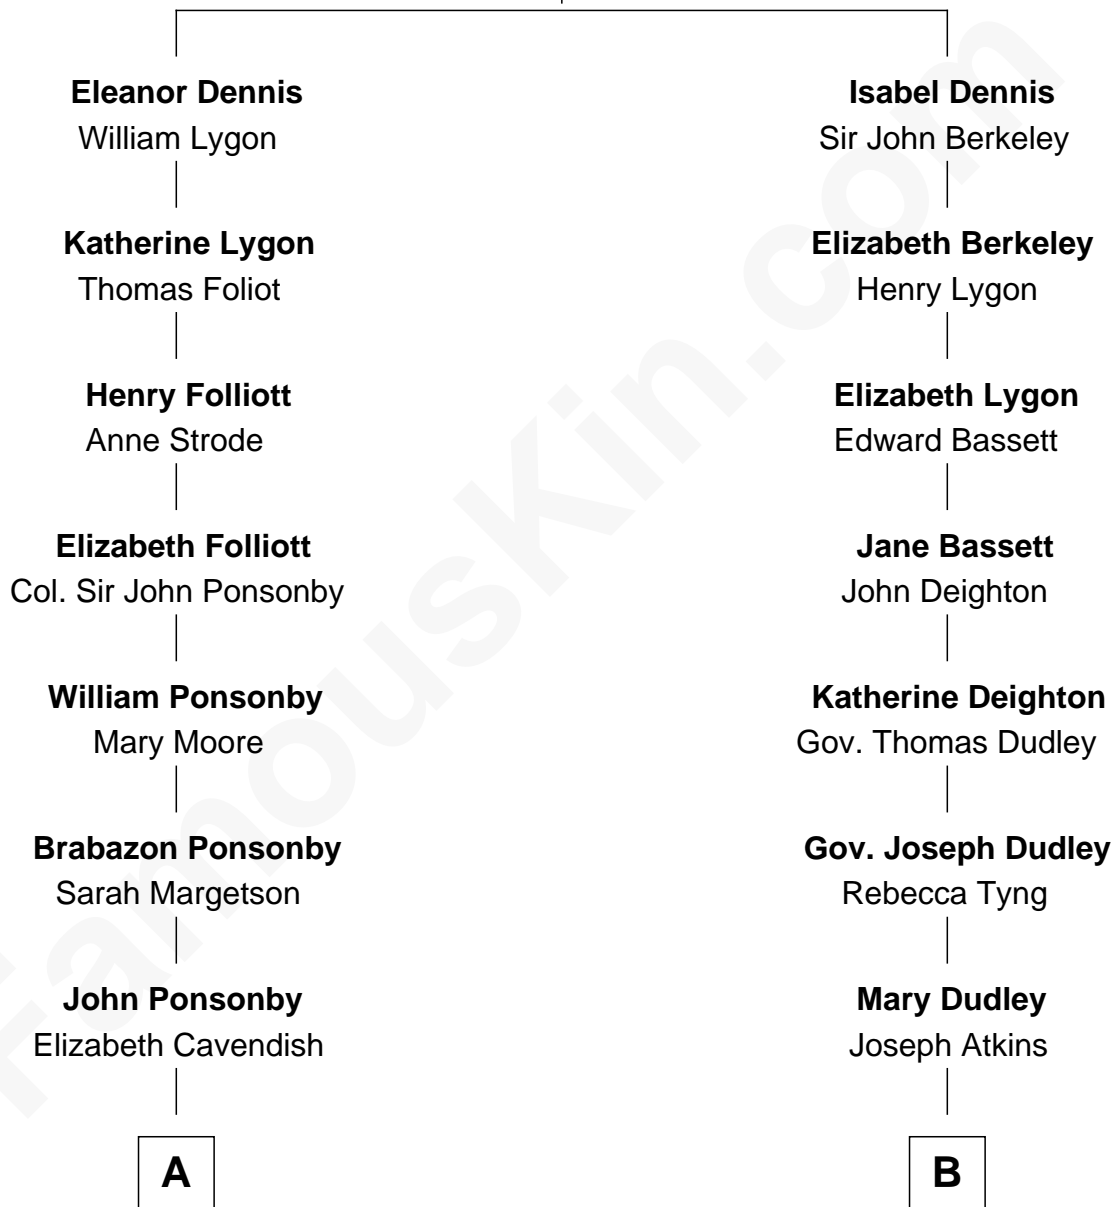 Eleanor Dennis
William Lygon
Katherine Lygon
Thomas Foliot
Henry Folliott
Anne Strode
Elizabeth Folliott
Col. Sir John Ponsonby
William Ponsonby
Mary Moore
Brabazon Ponsonby
Sarah Margetson
John Ponsonby
Elizabeth Cavendish
A
Isabel Dennis
Sir John Berkeley
Elizabeth Berkeley
Henry Lygon
Elizabeth Lygon
Edward Bassett
Jane Bassett
John Deighton
Katherine Deighton
Gov. Thomas Dudley
Gov. Joseph Dudley
Rebecca Tyng
Mary Dudley
Joseph Atkins
B
FamousKin.com